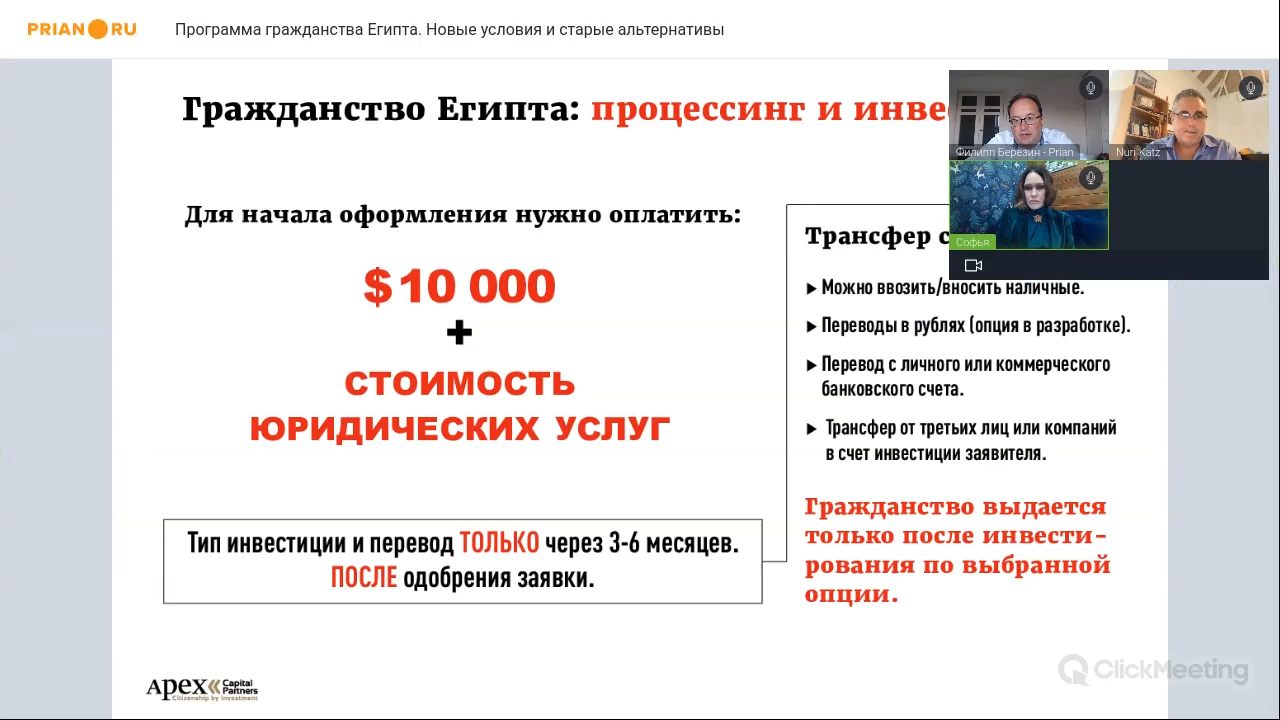 PRIAN RU
Программа гражданства Египта. Новые условия и старые альтернативы
Гражданство Египта: процессинг и инве
Филипп Березин - Prian
Nuri Katz
Софья
Для начала оформления нужно оплатить:
$10 000
+
СТОИМОСТЬ
ЮРИДИЧЕСКИХ УСЛУГ
Тип инвестиции и перевод ТОЛЬКО через 3-6 месяцев.
ПОСЛЕ одобрения заявки.
Трансфер
Можно ввозить/вносить наличные.
Переводы в рублях (опция в разработке).
Перевод с личного или коммерческого
банковского счета.
Трансфер от третьих лиц или компаний
в счет инвестиции заявителя.
Гражданство выдается
только после инвести-
рования по выбранной
опции.
Apex Capital Partners
Citizenship by Investment
ClickMeeting